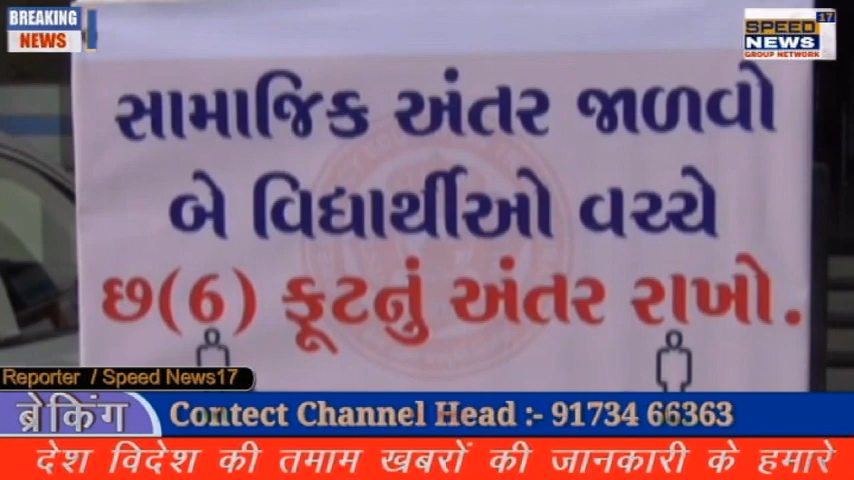 BREAKING
NEWS
17
SPEED
NEWS
GROUP NETWORK
સામાજિક અંતર જાળવો
બે વિદ્યાર્થીઓ વચ્ચે
છ(6) ફૂટનું અંતર રાખો.
Reporter / Speed News17
ब्रेकिंग
Contect Channel Head :- 91734 66363
देश विदेश की तमाम खबरों की जानकारी के हमारे